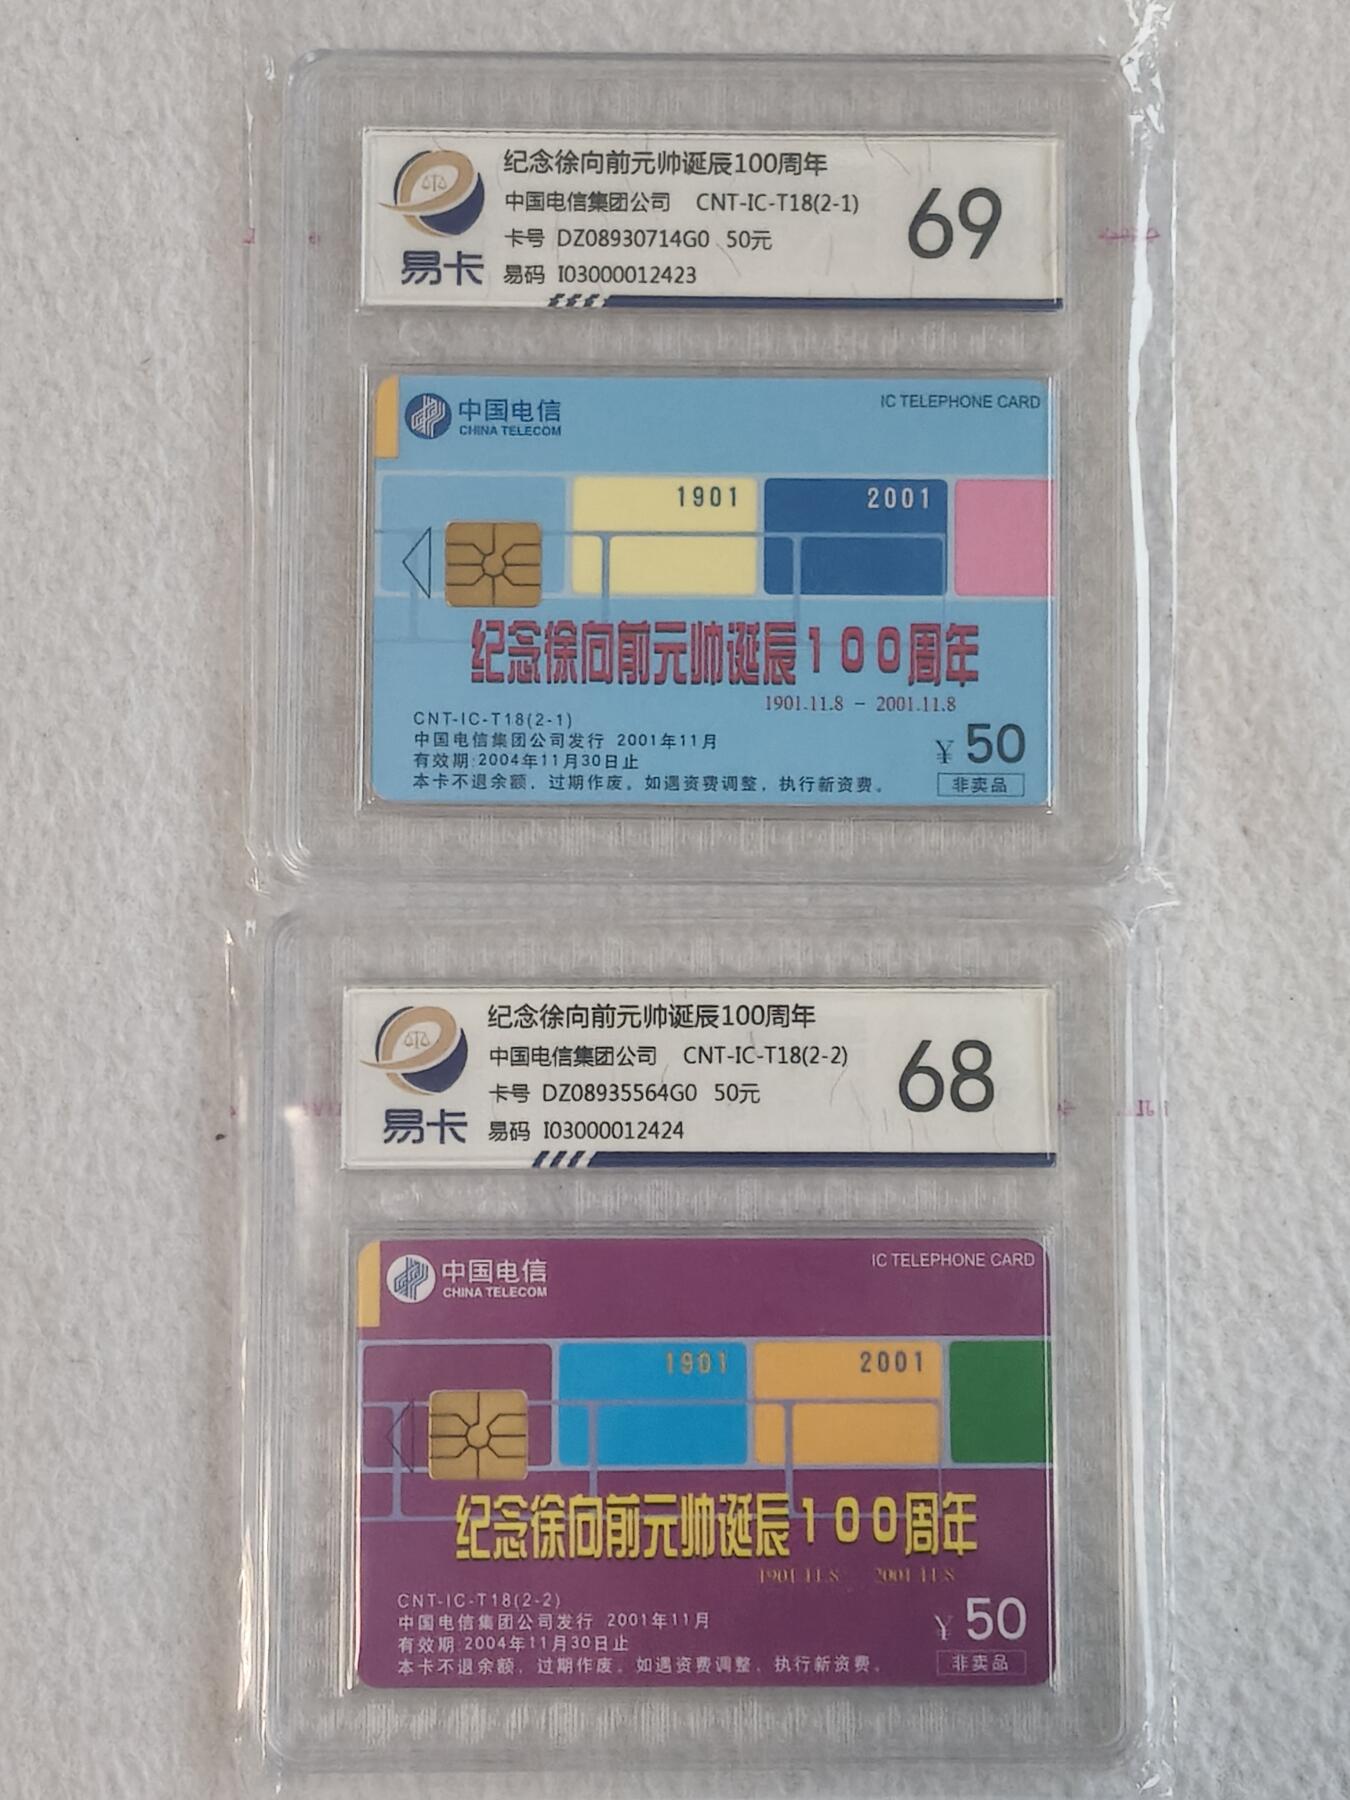 纪念徐向前元帅诞辰100周年
中国电信集团公司 CNT-IC-T18(2-1)
卡号 DZ08930714G0 50元
易码 I03000012423
易卡
69
中国电信
CHINA TELECOM
IC TELEPHONE CARD
1901
2001
纪念徐向前元帅诞辰100周年
1901.11.8 - 2001.11.8
CNT-IC-T18(2-1)
中国电信集团公司发行 2001年11月
有效期:2004年11月30日止
本卡不退余额，过期作废。如遇资费调整，执行新资费。
¥50
非卖品
纪念徐向前元帅诞辰100周年
中国电信集团公司 CNT-IC-T18(2-2)
卡号 DZ08935564G0 50元
易码 I03000012424
易卡
68
中国电信
CHINA TELECOM
IC TELEPHONE CARD
1901
2001
纪念徐向前元帅诞辰100周年
1901.11.8 2001.11.8
CNT-IC-T18(2-2)
中国电信集团公司发行 2001年11月
有效期:2004年11月30日止
本卡不退余额，过期作废。如遇资费调整，执行新资费。
¥50
非卖品